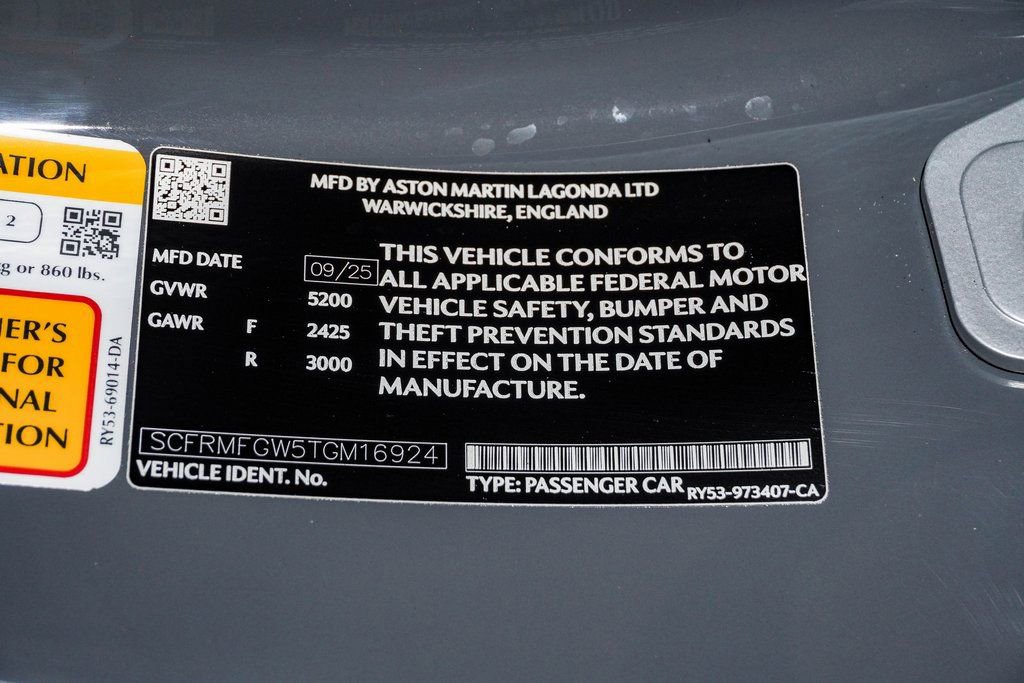 ATION
2
g or 860 lbs.
IER'S
FOR
NAL
TION
RY53-69014-DA
MFD BY ASTON MARTIN LAGONDA LTD
WARWICKSHIRE, ENGLAND
MFD DATE 09/25
GVWR 5200
GAWR F 2425
R 3000
THIS VEHICLE CONFORMS TO
ALL APPLICABLE FEDERAL MOTOR
VEHICLE SAFETY, BUMPER AND
THEFT PREVENTION STANDARDS
IN EFFECT ON THE DATE OF
MANUFACTURE.
SCFRMFGW5TGM16924
VEHICLE IDENT. No.
TYPE: PASSENGER CAR
RY53-973407-CA